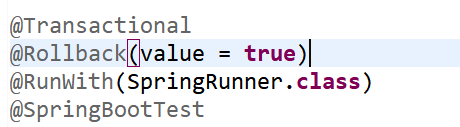 @Transactional
@Rollback(value = true)
@RunWith(SpringRunner.class)
@SpringBootTest